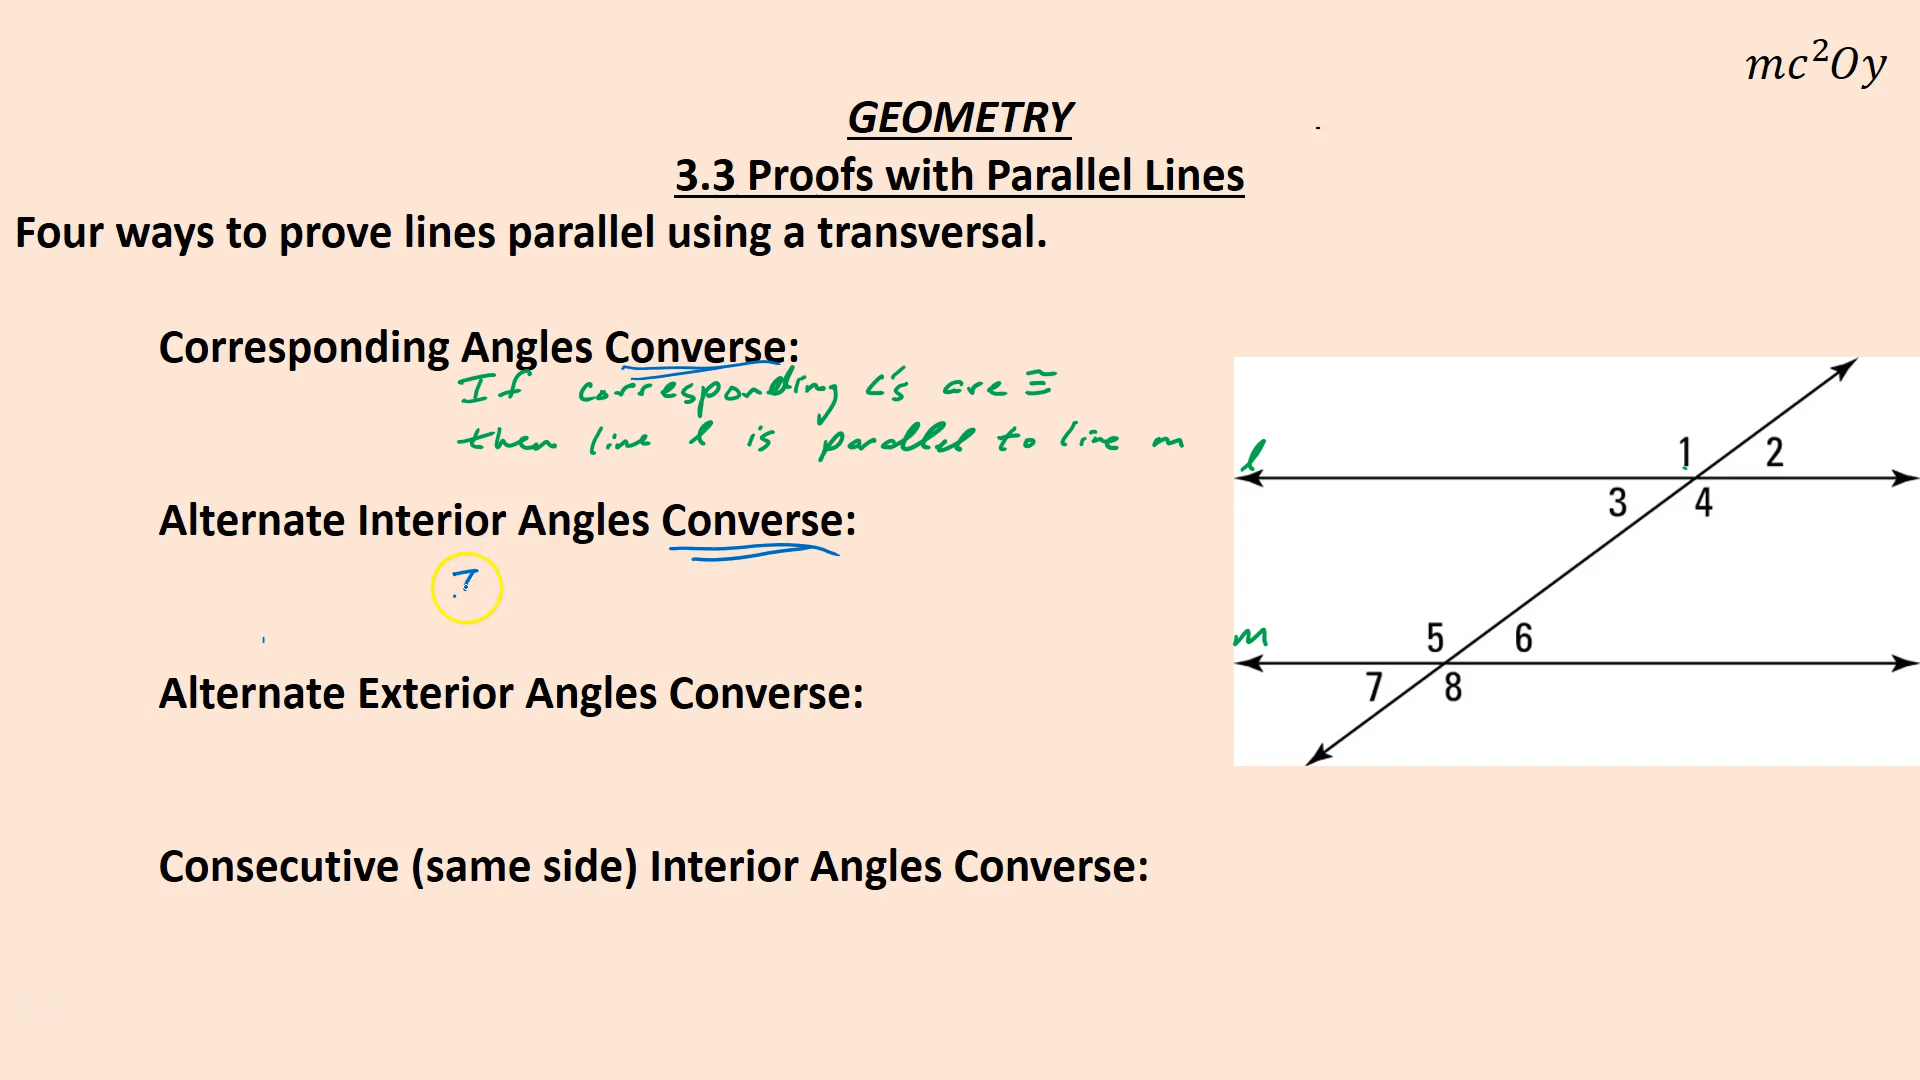 mc²Oy
GEOMETRY
3.3 Proofs with Parallel Lines
Four ways to prove lines parallel using a transversal.
Corresponding Angles Converse:
If corresponding ∠'s are ≅
then line l is parallel to line m
Alternate Interior Angles Converse:
Alternate Exterior Angles Converse:
Consecutive (same side) Interior Angles Converse:
l
1 2
3 4
m
5 6
7 8